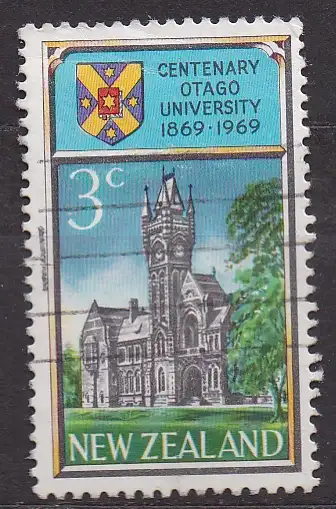 CENTENARY
OTAGO
UNIVERSITY
1869·1969
3c
NEW ZEALAND